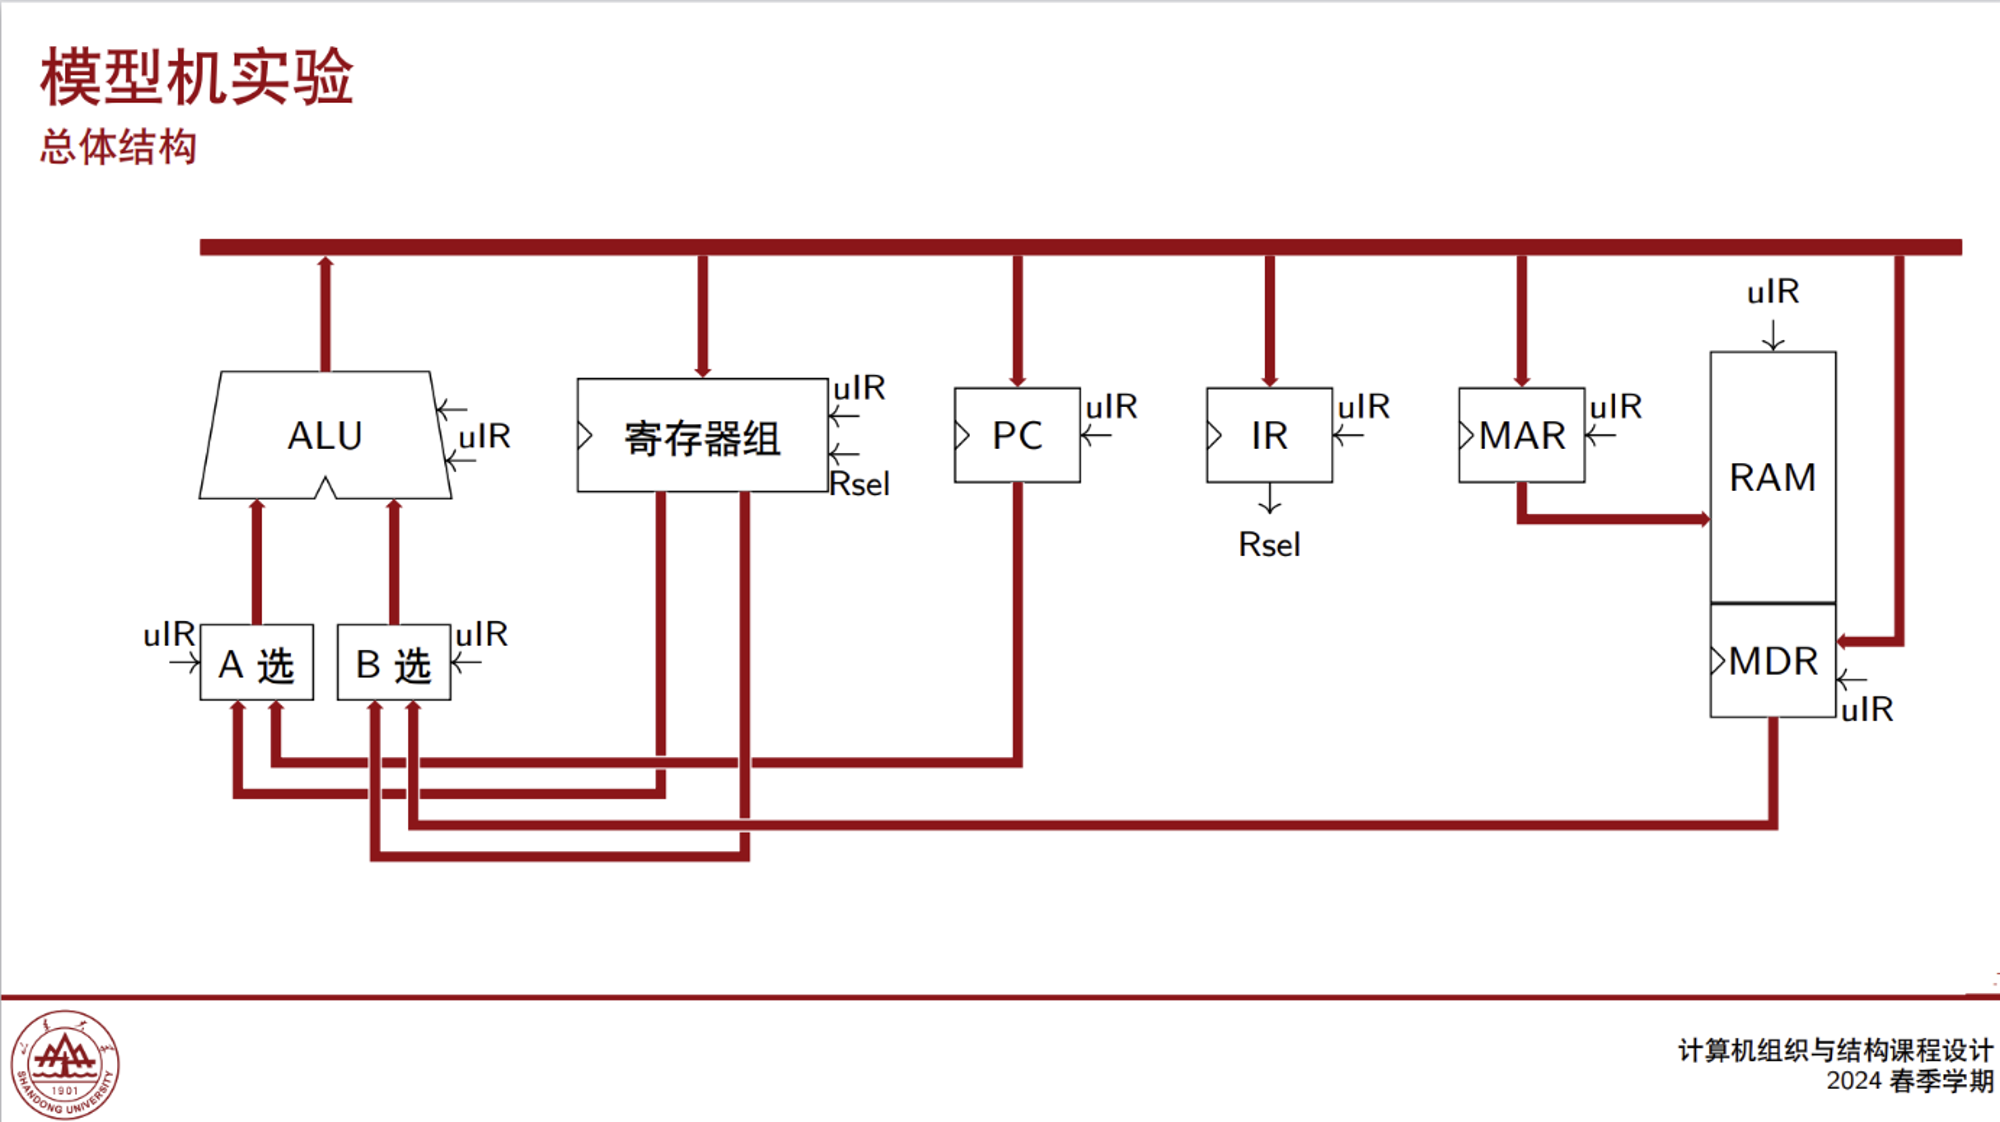 模型机实验
总体结构
uIR
uIR
uIR
uIR
uIR
ALU
uIR
寄存器组
PC
IR
MAR
RAM
Rsel
Rsel
uIR
A 选
B 选
uIR
MDR
uIR
1901
SHANDONG UNIVERSITY
计算机组织与结构课程设计
2024 春季学期